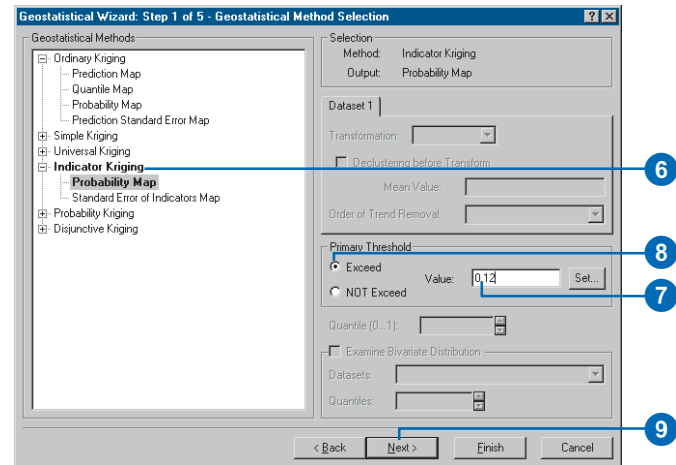 Geostatistical Wizard: Step 1 of 5 - Geostatistical Method Selection
Geostatistical Methods
Ordinary Kriging
Prediction Map
Quantile Map
Probability Map
Prediction Standard Error Map
Simple Kriging
Universal Kriging
Indicator Kriging
Probability Map
Standard Error of Indicators Map
Probability Kriging
Disjunctive Kriging
Selection
Method: Indicator Kriging
Output: Probability Map
Dataset 1
Transformation:
Declustering before Transform
Mean Value:
Order of Trend Removal:
Primary Threshold
Exceed
NOT Exceed
Value: 0.12 Set...
Quantile (0...1):
Examine Bivariate Distribution
Datasets:
Quantiles:
< Back Next > Finish Cancel
6
8
7
9